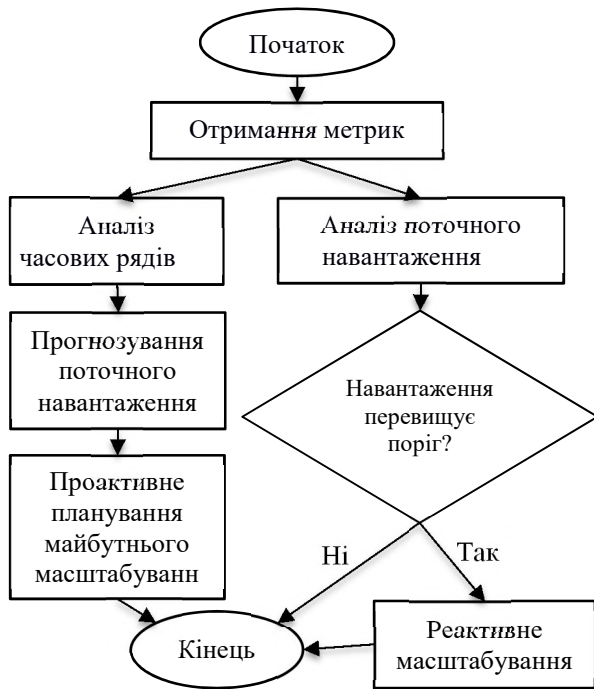 Початок
Отримання метрик
Аналіз
часових рядів
Аналіз поточного
навантаження
Прогнозування
поточного
навантаження
Навантаження
перевищує
поріг?
Проактивне
планування
майбутнього
масштабуванн
Ні
Так
Кінець
Реактивне
масштабування